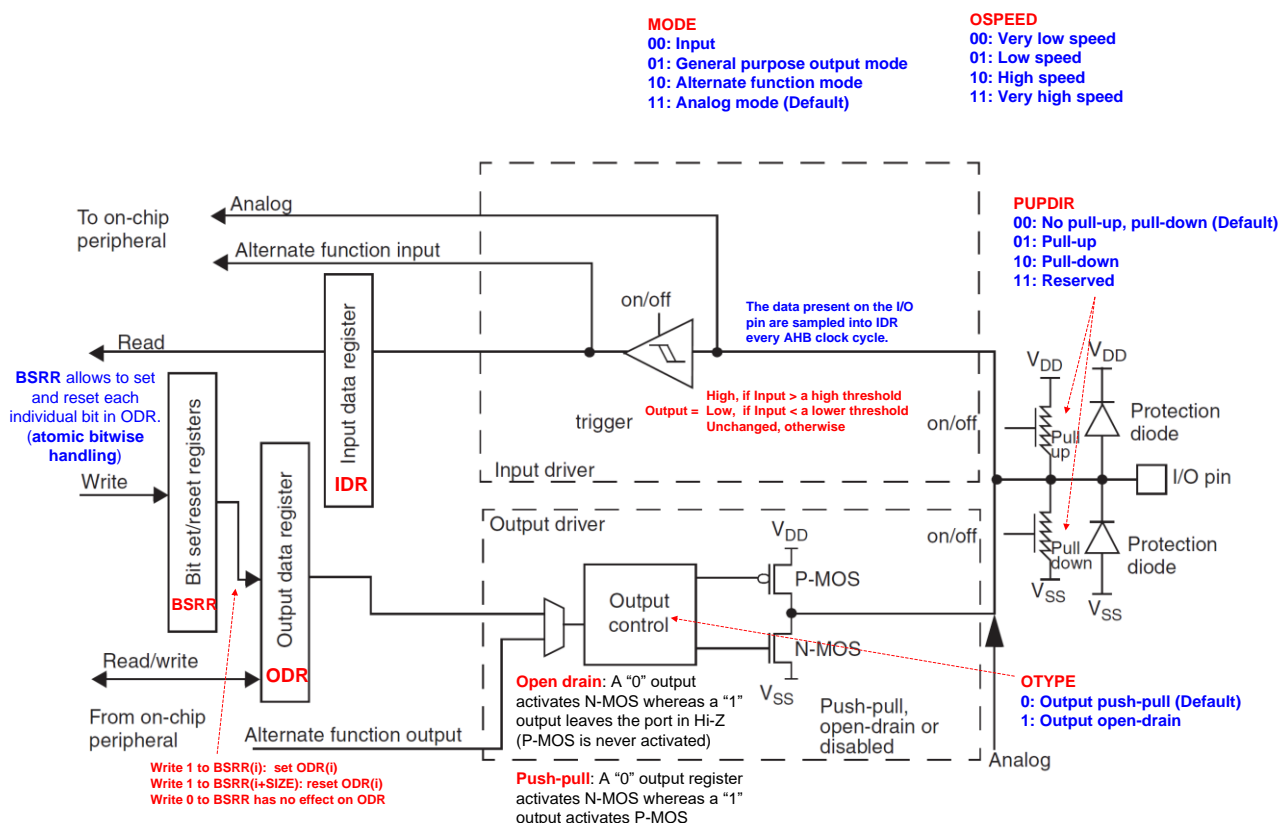 MODE
00: Input
01: General purpose output mode
10: Alternate function mode
11: Analog mode (Default)
OSPEED
00: Very low speed
01: Low speed
10: High speed
11: Very high speed
To on-chip
peripheral
Analog
Alternate function input
on/off
The data present on the I/O
pin are sampled into IDR
every AHB clock cycle.
PUPDIR
00: No pull-up, pull-down (Default)
01: Pull-up
10: Pull-down
11: Reserved
Read
Input data register
IDR
BSRR allows to set
and reset each
individual bit in ODR.
(atomic bitwise
handling)
Write
Bit set/reset registers
BSRR
Output data register
ODR
trigger
High, if Input > a high threshold
Output = Low, if Input < a lower threshold
Unchanged, otherwise
Input driver
on/off
VDD
VDD
Pull
up
Protection
diode
I/O pin
Pull
down
Protection
diode
VSS
VSS
Output driver
on/off
VDD
P-MOS
Output
control
N-MOS
VSS
Read/write
From on-chip
peripheral
Alternate function output
Open drain: A “0” output
activates N-MOS whereas a “1”
output leaves the port in Hi-Z
(P-MOS is never activated)
Push-pull,
open-drain or
disabled
OTYPE
0: Output push-pull (Default)
1: Output open-drain
Analog
Write 1 to BSRR(i): set ODR(i)
Write 1 to BSRR(i+SIZE): reset ODR(i)
Write 0 to BSRR has no effect on ODR
Push-pull: A “0” output register
activates N-MOS whereas a “1”
output activates P-MOS